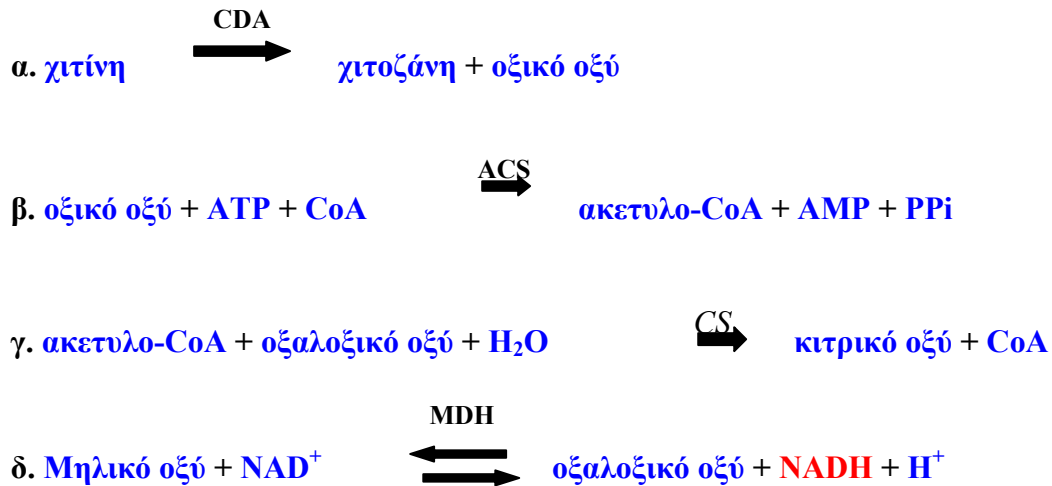 CDA
α. χιτίνη χιτοζάνη + οξικό οξύ
ACS
β. οξικό οξύ + ATP + CoA ακετυλο-CoA + AMP + PPi
CS
γ. ακετυλο-CoA + οξαλοξικό οξύ + H₂O κιτρικό οξύ + CoA
MDH
δ. Μηλικό οξύ + NAD⁺ οξαλοξικό οξύ + NADH + H⁺